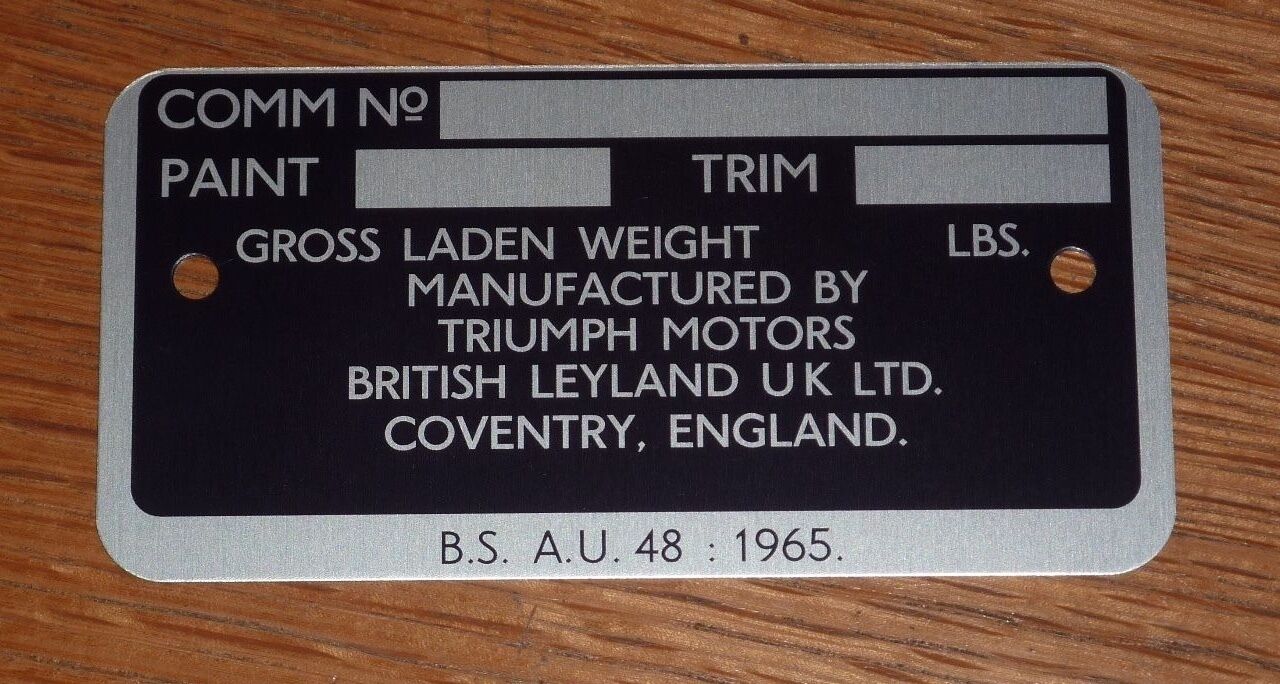 COMM Nº
PAINT TRIM
GROSS LADEN WEIGHT LBS.
MANUFACTURED BY
TRIUMPH MOTORS
BRITISH LEYLAND UK LTD.
COVENTRY, ENGLAND.
B.S. A.U. 48 : 1965.